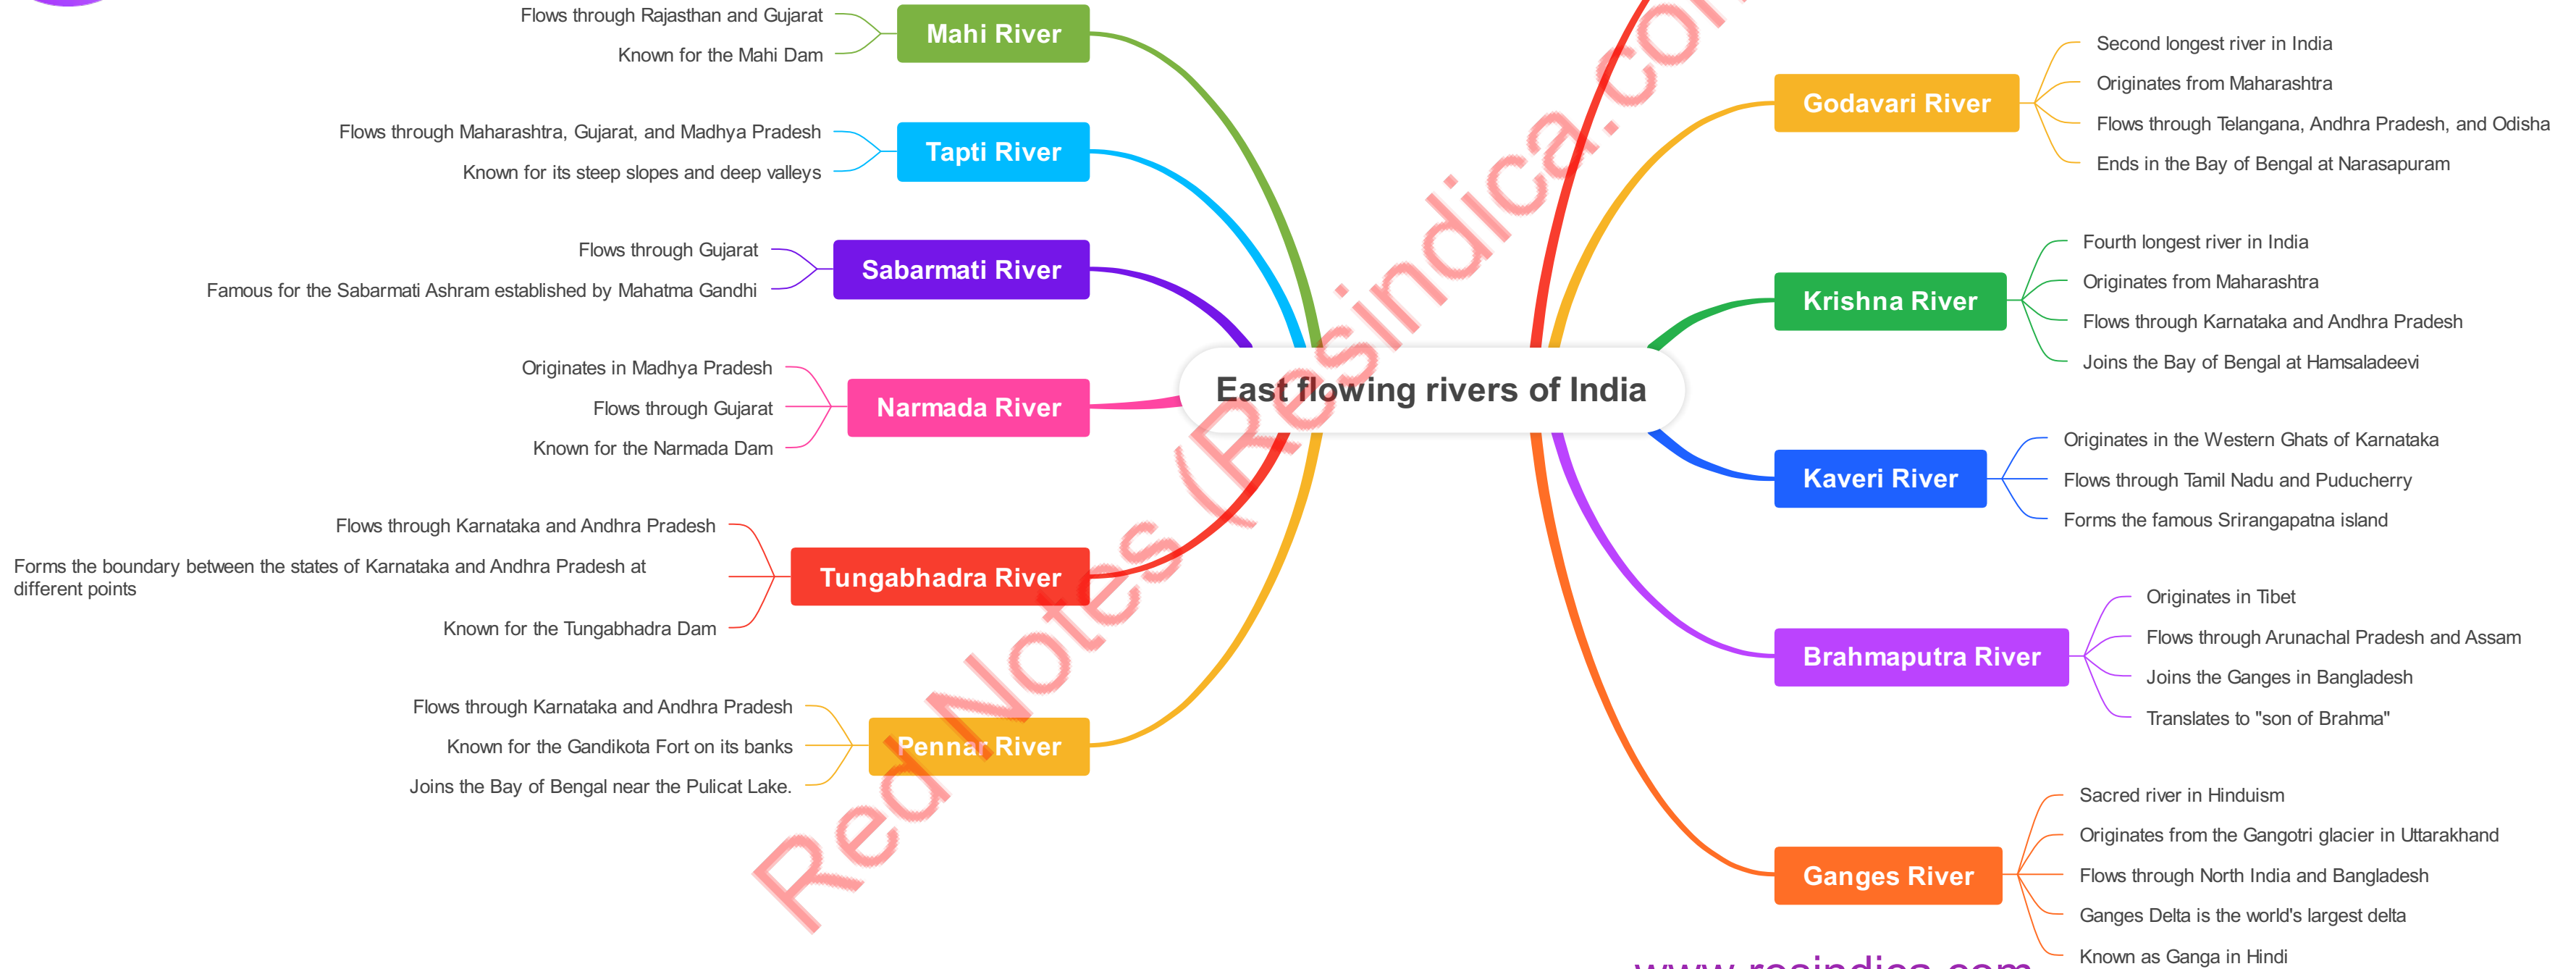 Flows through Rajasthan and Gujarat
Known for the Mahi Dam
Mahi River
Flows through Maharashtra, Gujarat, and Madhya Pradesh
Known for its steep slopes and deep valleys
Tapti River
Flows through Gujarat
Famous for the Sabarmati Ashram established by Mahatma Gandhi
Sabarmati River
Originates in Madhya Pradesh
Flows through Gujarat
Known for the Narmada Dam
Narmada River
Flows through Karnataka and Andhra Pradesh
Forms the boundary between the states of Karnataka and Andhra Pradesh at
different points
Known for the Tungabhadra Dam
Tungabhadra River
Flows through Karnataka and Andhra Pradesh
Known for the Gandikota Fort on its banks
Joins the Bay of Bengal near the Pulicat Lake.
Pennar River
East flowing rivers of India
Godavari River
Second longest river in India
Originates from Maharashtra
Flows through Telangana, Andhra Pradesh, and Odisha
Ends in the Bay of Bengal at Narasapuram
Krishna River
Fourth longest river in India
Originates from Maharashtra
Flows through Karnataka and Andhra Pradesh
Joins the Bay of Bengal at Hamsaladeevi
Kaveri River
Originates in the Western Ghats of Karnataka
Flows through Tamil Nadu and Puducherry
Forms the famous Srirangapatna island
Brahmaputra River
Originates in Tibet
Flows through Arunachal Pradesh and Assam
Joins the Ganges in Bangladesh
Translates to "son of Brahma"
Ganges River
Sacred river in Hinduism
Originates from the Gangotri glacier in Uttarakhand
Flows through North India and Bangladesh
Ganges Delta is the world's largest delta
Known as Ganga in Hindi
Red Notes (Resindica.com
www.resindica.com